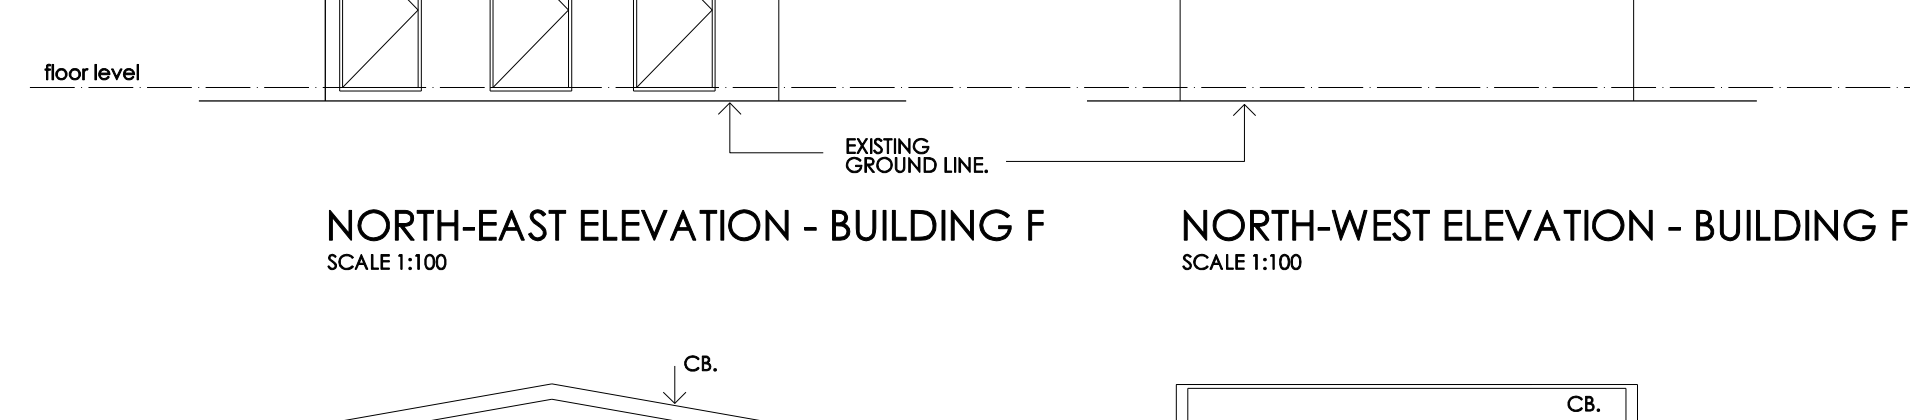 floor level
EXISTING
GROUND LINE.
NORTH-EAST ELEVATION - BUILDING F
SCALE 1:100
NORTH-WEST ELEVATION - BUILDING F
SCALE 1:100
CB.
CB.